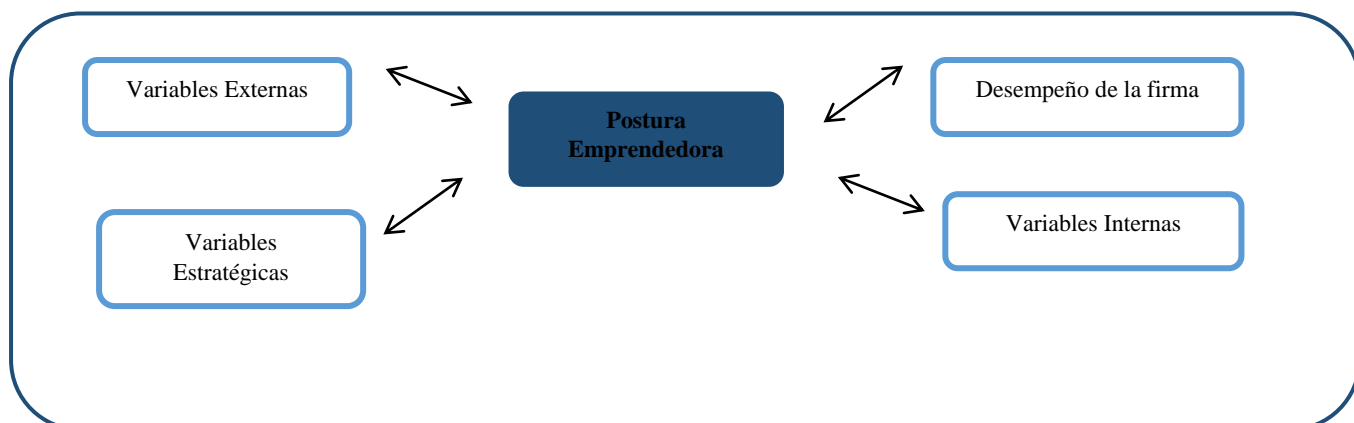 Variables Externas
Postura
Emprendedora
Desempeño de la firma
Variables
Estratégicas
Variables Internas